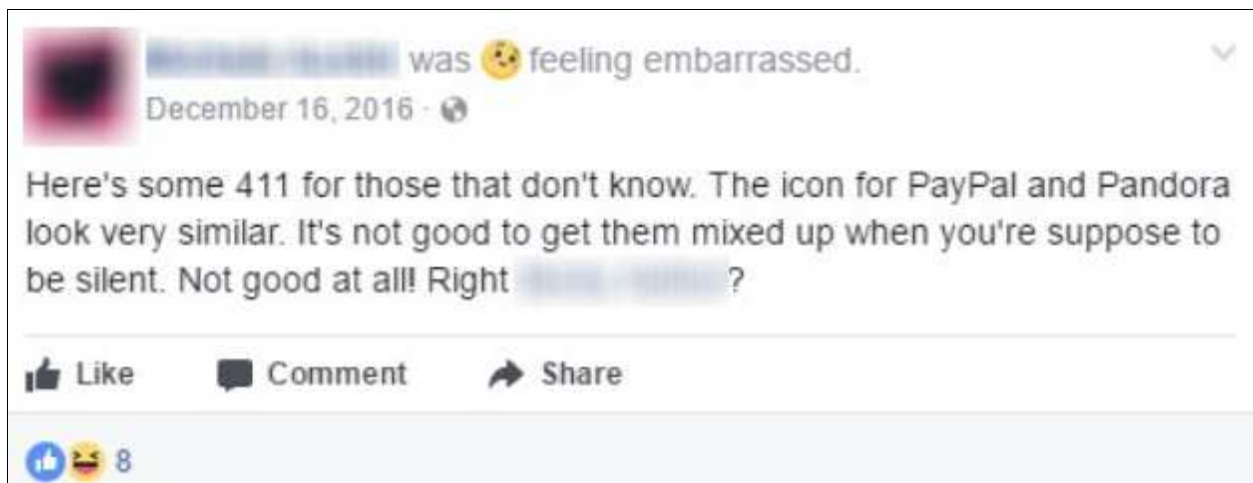 was feeling embarrassed.
December 16, 2016 ·
Here's some 411 for those that don't know. The icon for PayPal and Pandora
look very similar. It's not good to get them mixed up when you're suppose to
be silent. Not good at all! Right ?
Like Comment Share
8